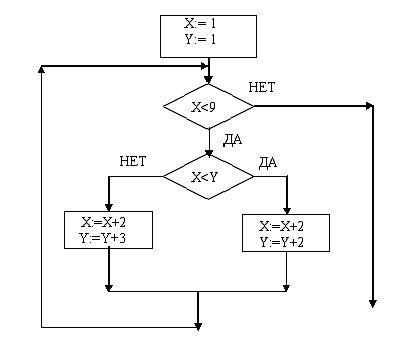 X:= 1
Y:= 1
НЕТ
X<9
ДА
НЕТ
ДА
X<Y
X:=X+2
Y:=Y+3
X:=X+2
Y:=Y+2